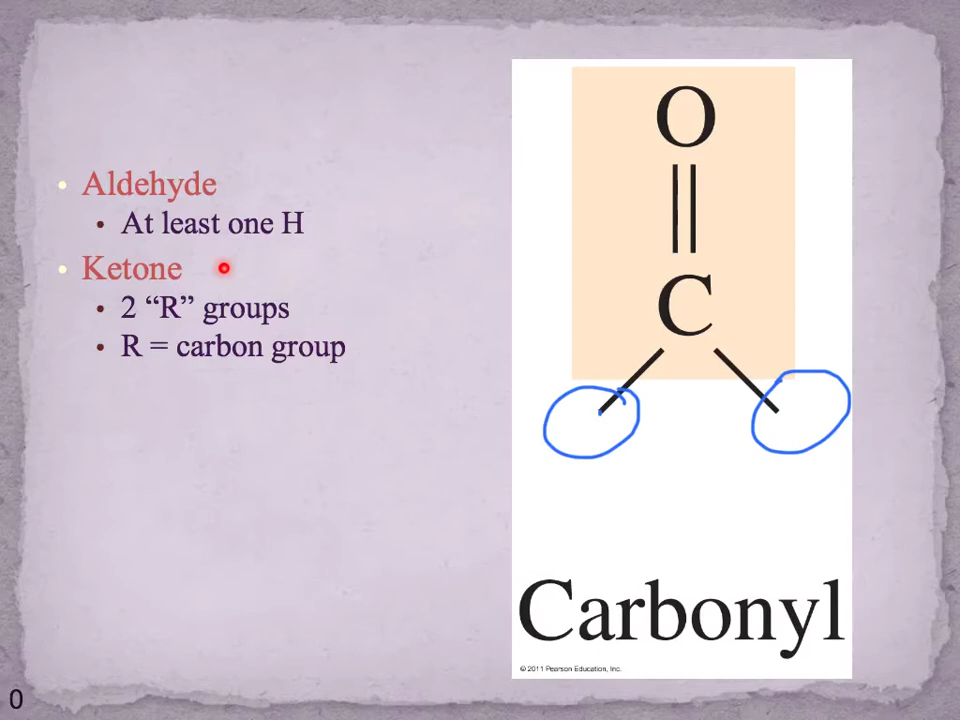 Aldehyde
At least one H
Ketone
2 “R” groups
R = carbon group
O
C
Carbonyl
© 2011 Pearson Education, Inc.
0